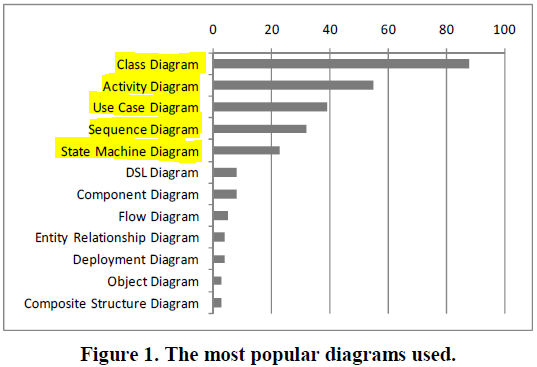 0 20 40 60 80 100
Class Diagram
Activity Diagram
Use Case Diagram
Sequence Diagram
State Machine Diagram
DSL Diagram
Component Diagram
Flow Diagram
Entity Relationship Diagram
Deployment Diagram
Object Diagram
Composite Structure Diagram
Figure 1. The most popular diagrams used.